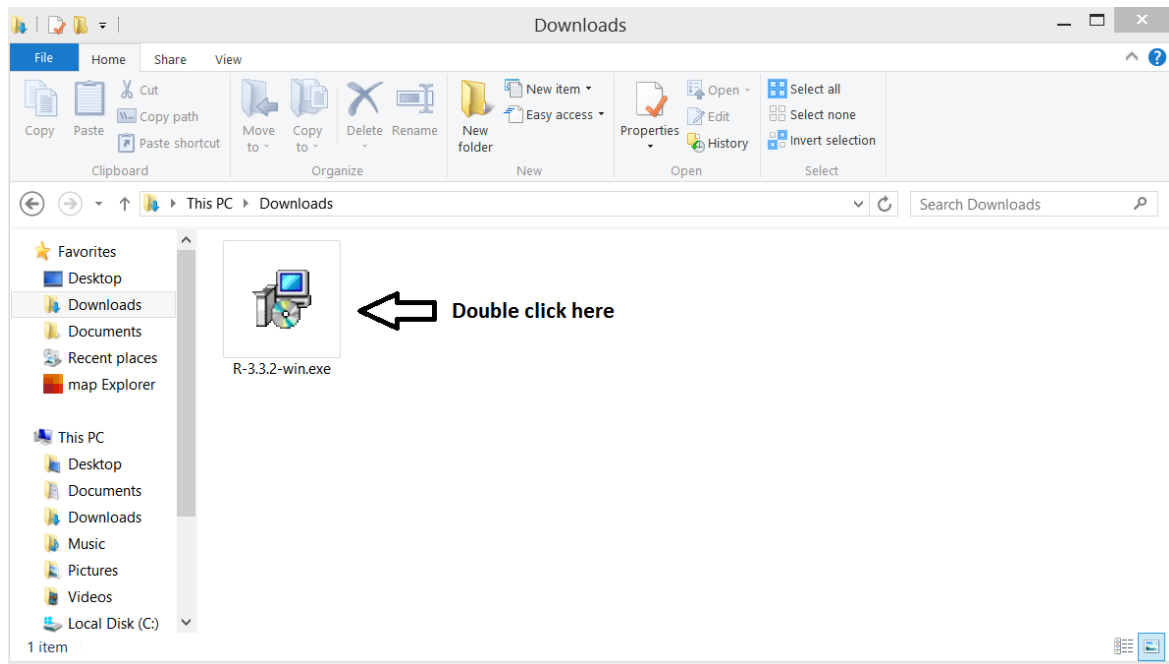 Downloads
File Home Share View
Copy
Paste
Cut
Copy path
Paste shortcut
Clipboard
Move to
Copy to
Delete
Rename
Organize
New folder
New item
Easy access
New
Properties
Open
Edit
History
Open
Select all
Select none
Invert selection
Select
This PC Downloads
Search Downloads
Favorites
Desktop
Downloads
Documents
Recent places
map Explorer
This PC
Desktop
Documents
Downloads
Music
Pictures
Videos
Local Disk (C:)
R-3.3.2-win.exe
Double click here
1 item